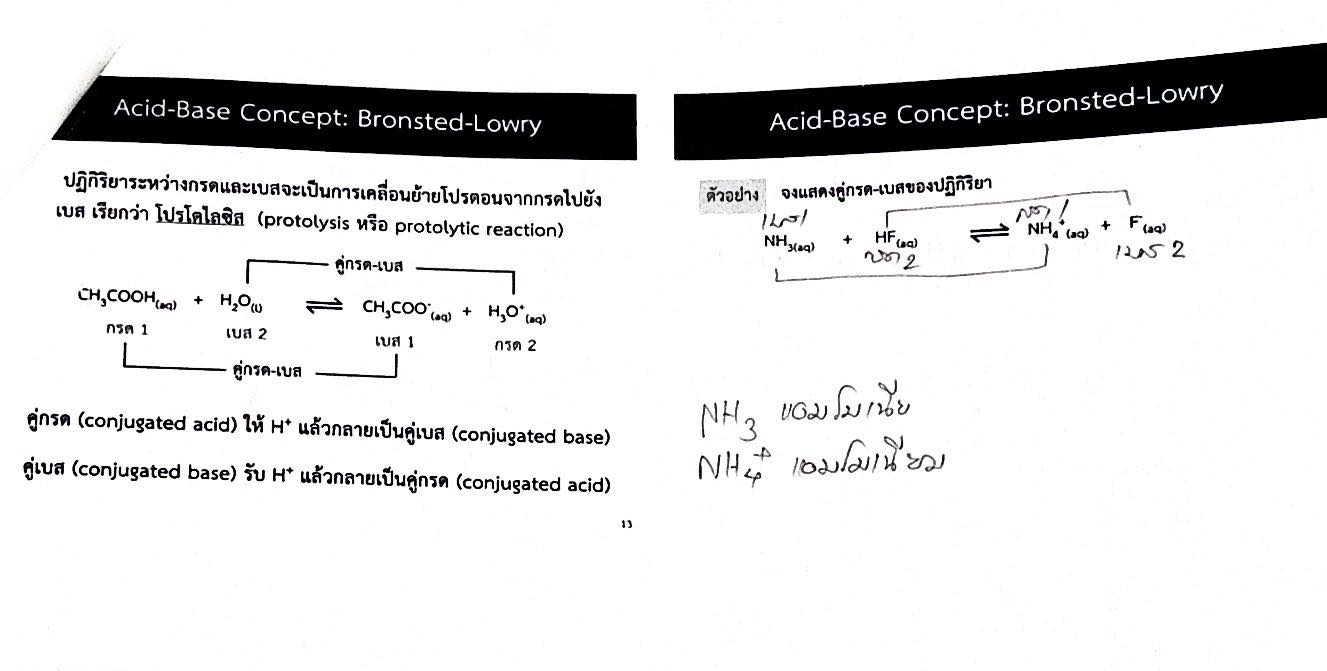 Acid-Base Concept: Bronsted-Lowry
ปฏิกิริยาระหว่างกรดและเบสจะเป็นการเคลื่อนย้ายโปรตอนจากกรดไปยัง
เบส เรียกว่า โปรโตไลซิส (protolysis หรือ protolytic reaction)
คู่กรด-เบส
CH₃COOH(aq) + H₂O(l) ⇌ CH₃COO⁻(aq) + H₃O⁺(aq)
กรด 1 เบส 2 เบส 1 กรด 2
คู่กรด-เบส
คู่กรด (conjugated acid) ให้ H⁺ แล้วกลายเป็นคู่เบส (conjugated base)
คู่เบส (conjugated base) รับ H⁺ แล้วกลายเป็นคู่กรด (conjugated acid)
13
Acid-Base Concept: Bronsted-Lowry
ตัวอย่าง จงแสดงคู่กรด-เบสของปฏิกิริยา
เบส 1 กรด 1
NH₃(aq) + HF(aq) ⇌ NH₄⁺(aq) + F(aq)
กรด 2 เบส 2
NH₃ แอมโมเนีย
NH₄⁺ แอมโมเนียม